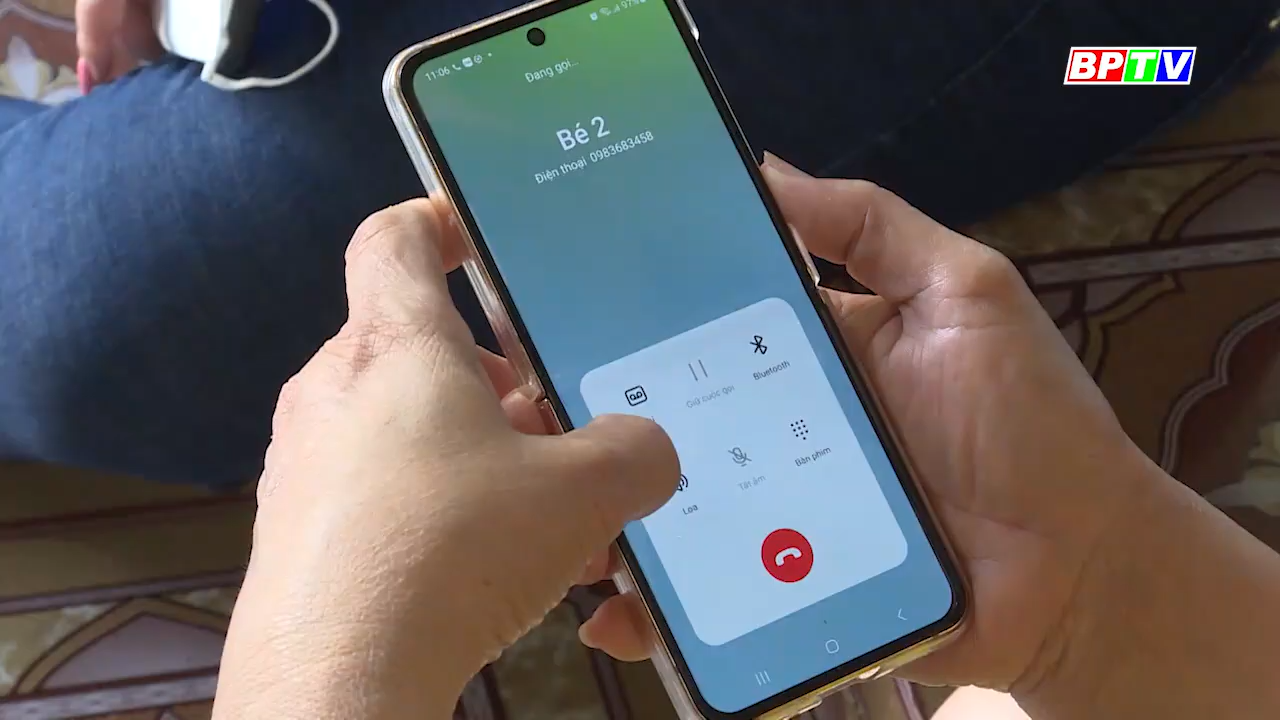 BPTV
11:06
97%
Đang gọi...
Bé 2
Điện thoại 0983683458
Giữ cuộc gọi
Bluetooth
Loa
Tắt âm
Bàn phím